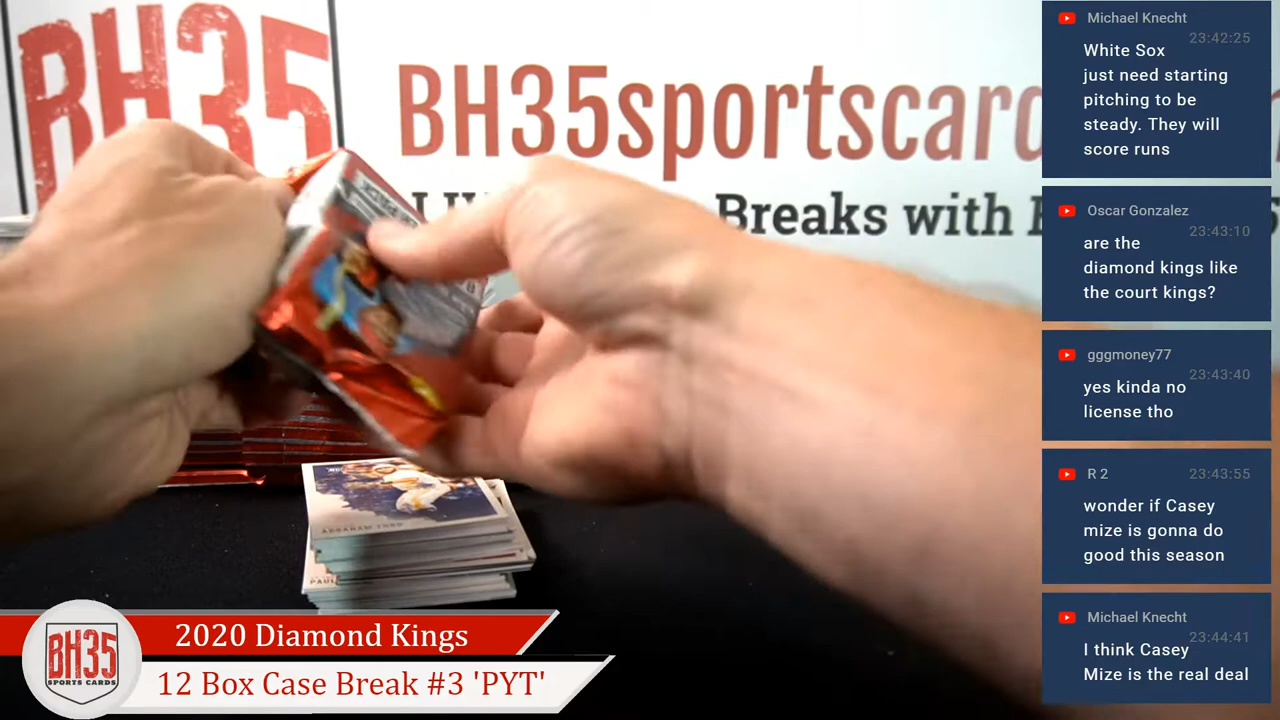 BH35
BH35sportscard
Breaks with
PAUL
Michael Knecht
23:42:25
White Sox
just need starting
pitching to be
steady. They will
score runs
Oscar Gonzalez
23:43:10
are the
diamond kings like
the court kings?
gggmoney77
23:43:40
yes kinda no
license tho
R 2
23:43:55
wonder if Casey
mize is gonna do
good this season
Michael Knecht
23:44:41
I think Casey
Mize is the real deal
BH35
SPORTS CARDS
2020 Diamond Kings
12 Box Case Break #3 'PYT'